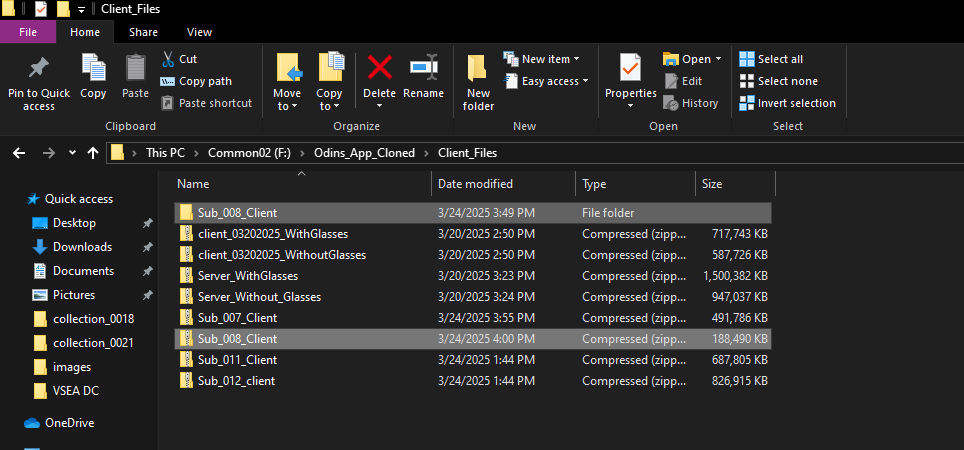 Client_Files
File Home Share View
Pin to Quick access
Copy
Paste
Cut
Copy path
Paste shortcut
Clipboard
Move to
Copy to
Delete
Rename
Organize
New folder
New item
Easy access
New
Properties
Open
Edit
History
Open
Select all
Select none
Invert selection
Select
This PC > Common02 (F:) > Odins_App_Cloned > Client_Files
Quick access
Desktop
Downloads
Documents
Pictures
collection_0018
collection_0021
images
VSEA DC
OneDrive
Name Date modified Type Size
Sub_008_Client 3/24/2025 3:49 PM File folder
client_03202025_WithGlasses 3/20/2025 2:50 PM Compressed (zipp... 717,743 KB
client_03202025_WithoutGlasses 3/20/2025 2:50 PM Compressed (zipp... 587,726 KB
Server_WithGlasses 3/20/2025 3:23 PM Compressed (zipp... 1,500,382 KB
Server_Without_Glasses 3/20/2025 3:24 PM Compressed (zipp... 947,037 KB
Sub_007_Client 3/24/2025 3:55 PM Compressed (zipp... 491,786 KB
Sub_008_Client 3/24/2025 4:00 PM Compressed (zipp... 188,490 KB
Sub_011_Client 3/24/2025 1:44 PM Compressed (zipp... 687,805 KB
Sub_012_client 3/24/2025 1:44 PM Compressed (zipp... 826,915 KB